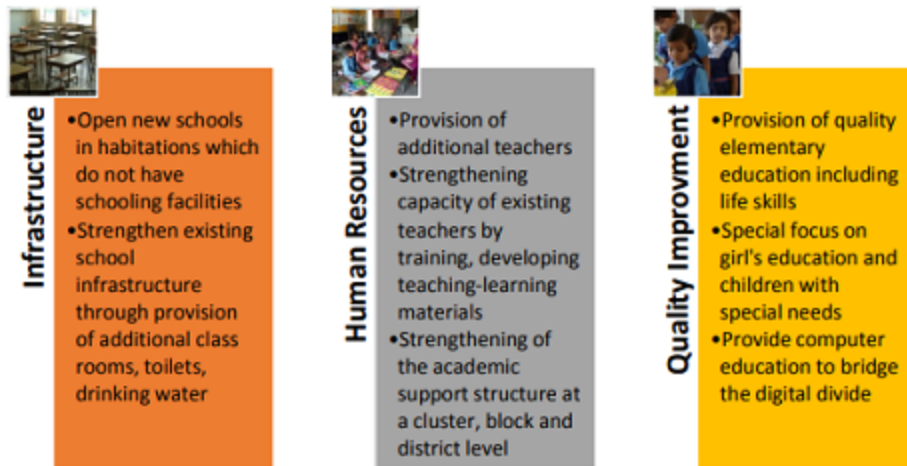 Infrastructure
•Open new schools
in habitations which
do not have
schooling facilities
•Strengthen existing
school
infrastructure
through provision
of additional class
rooms, toilets,
drinking water
Human Resources
•Provision of
additional teachers
•Strengthening
capacity of existing
teachers by
training, developing
teaching-learning
materials
•Strengthening of
the academic
support structure at
a cluster, block and
district level
Quality Improvment
•Provision of quality
elementary
education including
life skills
•Special focus on
girl's education and
children with
special needs
•Provide computer
education to bridge
the digital divide